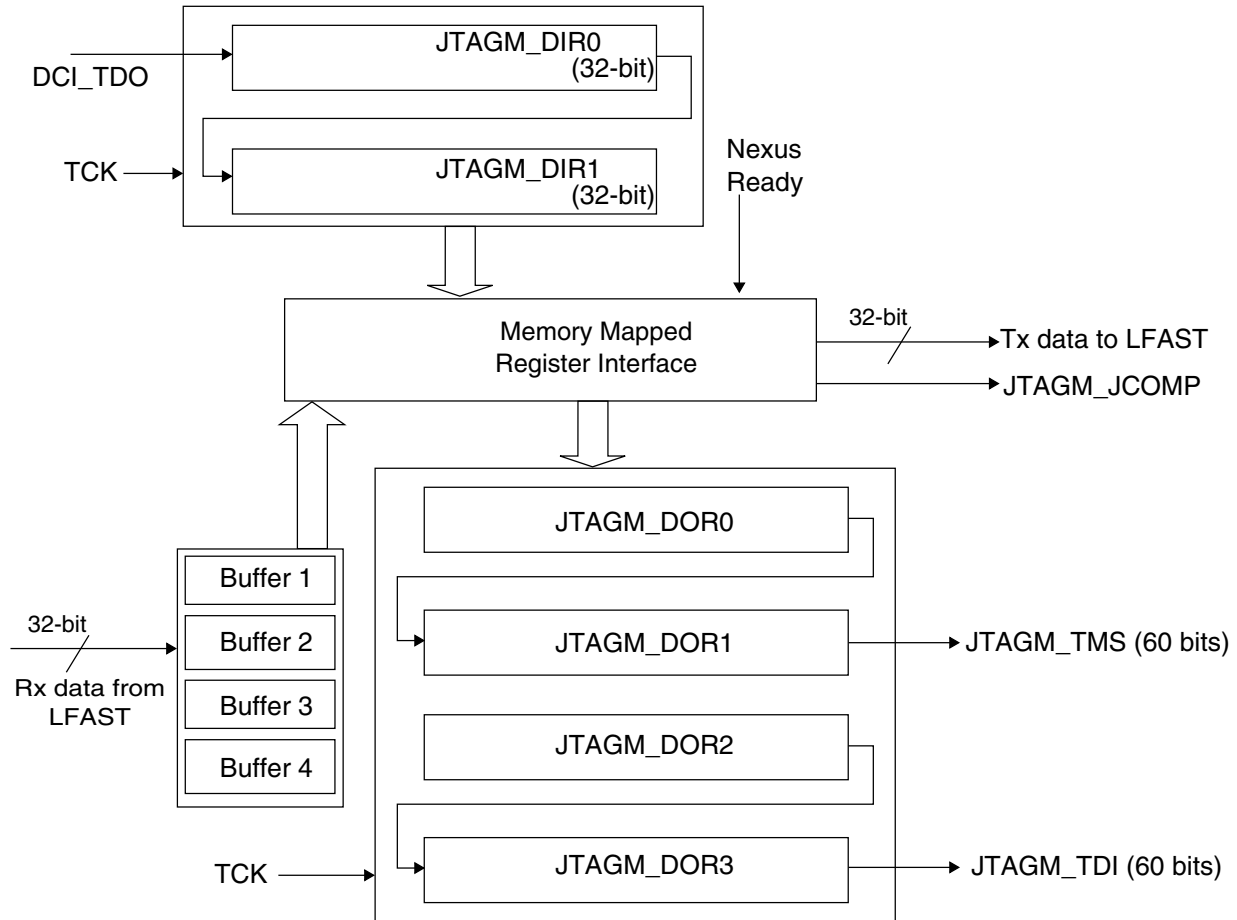 JTAGM_DIR0
(32-bit)
DCI_TDO
TCK
JTAGM_DIR1
(32-bit)
Nexus
Ready
Memory Mapped
Register Interface
32-bit
Tx data to LFAST
JTAGM_JCOMP
JTAGM_DOR0
Buffer 1
Buffer 2
Buffer 3
Buffer 4
32-bit
Rx data from
LFAST
JTAGM_DOR1
JTAGM_TMS (60 bits)
JTAGM_DOR2
TCK
JTAGM_DOR3
JTAGM_TDI (60 bits)